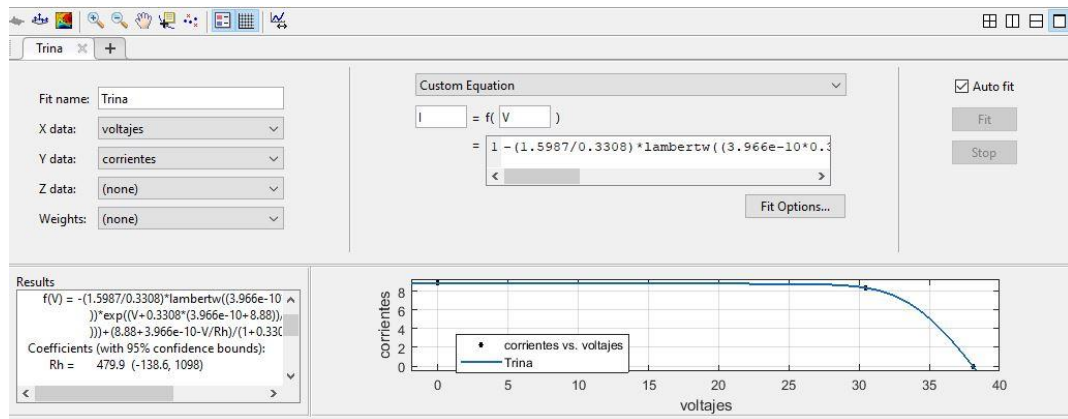 Trina
Fit name: Trina
X data: voltajes
Y data: corrientes
Z data: (none)
Weights: (none)
Custom Equation
I = f( V )
= 1 -(1.5987/0.3308)*lambertw((3.966e-10*0.3
Fit Options...
Auto fit
Fit
Stop
Results
f(V) = -(1.5987/0.3308)*lambertw((3.966e-10
))*exp((V+0.3308*(3.966e-10+8.88))/
)))+(8.88+3.966e-10-V/Rh)/(1+0.330
Coefficients (with 95% confidence bounds):
Rh = 479.9 (-138.6, 1098)
corrientes
8
6
4
2
0
corrientes vs. voltajes
Trina
0 5 10 15 20 25 30 35 40
voltajes